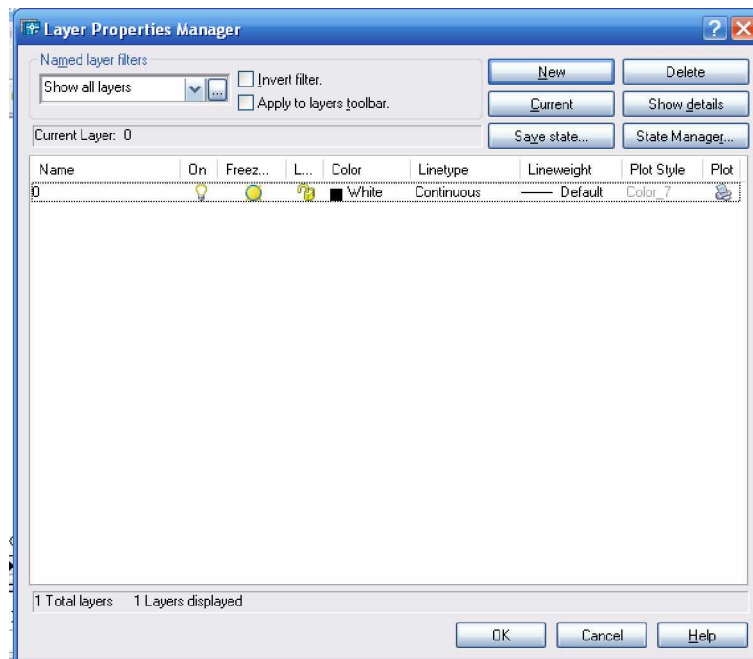 Layer Properties Manager
Named layer filters
Show all layers
...
Invert filter.
Apply to layers toolbar.
New
Delete
Current
Show details
Current Layer: 0
Save state...
State Manager...
Name On Freez... L... Color Linetype Lineweight Plot Style Plot
0 White Continuous Default Color_7
1 Total layers 1 Layers displayed
OK Cancel Help